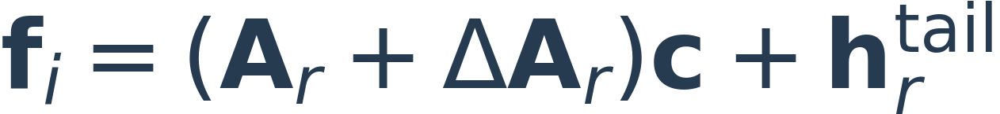 f_i = (A_r + ΔA_r)c + h_r^tail